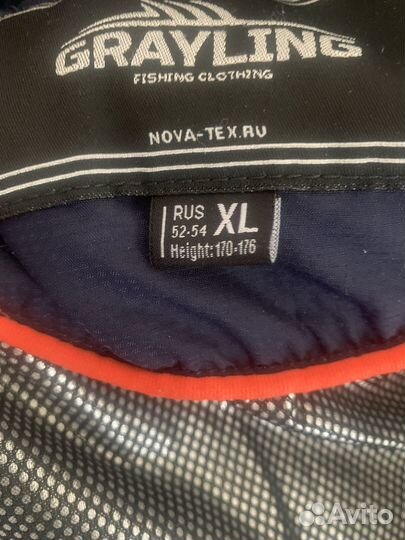 GRAYLING
FISHING CLOTHING
NOVA-TEX.RU
RUS XL
52-54
Height: 170-176
Avito